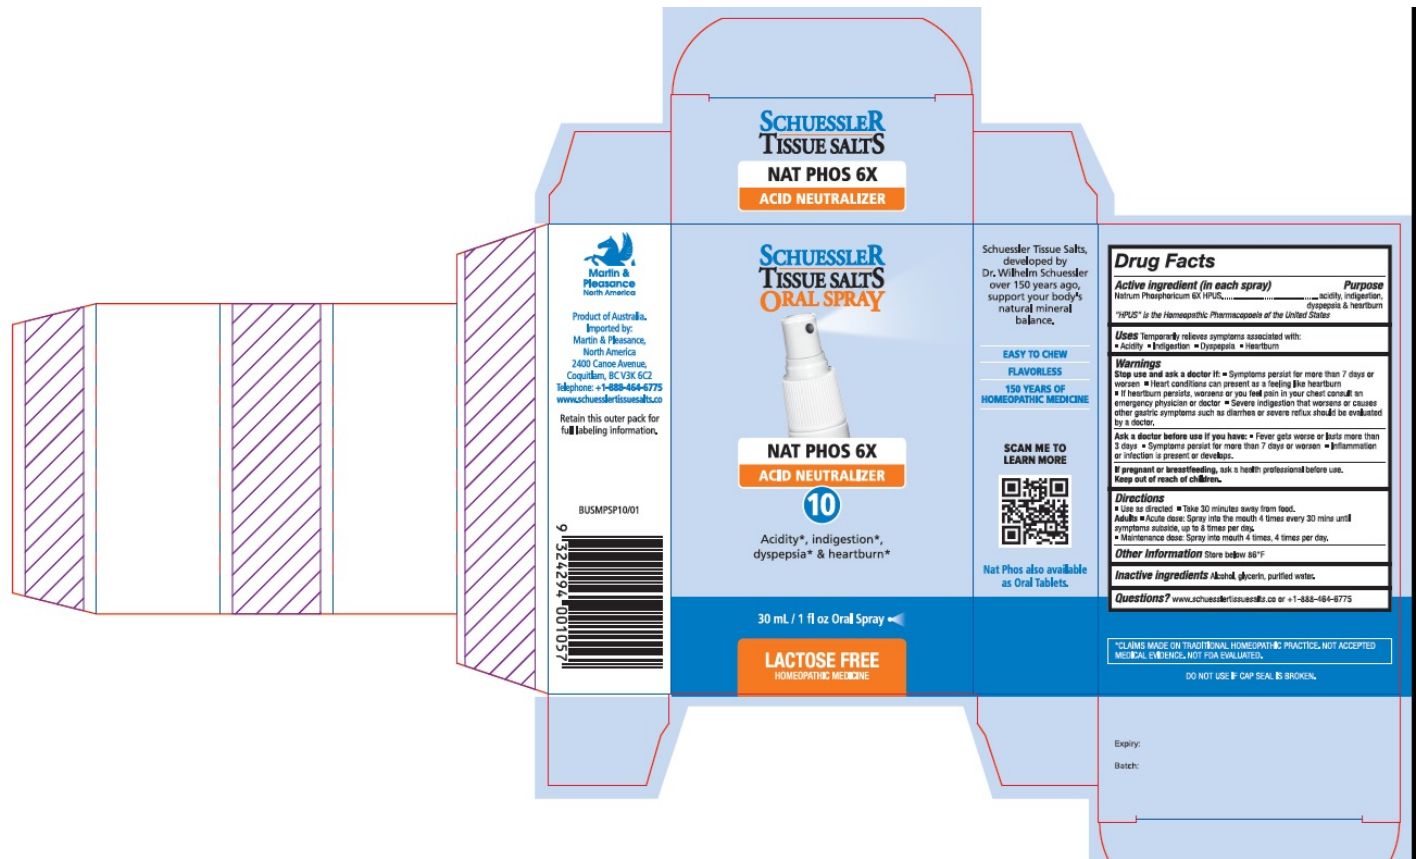 SCHUESSLER
TISSUE SALTS
NAT PHOS 6X
ACID NEUTRALIZER
Martin &
Pleasance
North America
Product of Australia.
Imported by:
Martin & Pleasance,
North America
2400 Canoe Avenue,
Coquitlam, BC V3K 6C2
Telephone: +1-888-464-6775
www.schuesslertissuesalts.co
Retain this outer pack for
full labeling information.
BUSMPSP10/01
9 324294 001057
SCHUESSLER
TISSUE SALTS
ORAL SPRAY
NAT PHOS 6X
ACID NEUTRALIZER
10
Acidity*, indigestion*,
dyspepsia* & heartburn*
30 mL / 1 fl oz Oral Spray
LACTOSE FREE
HOMEOPATHIC MEDICINE
Schuessler Tissue Salts,
developed by
Dr. Wilhelm Schuessler
over 150 years ago,
support your body's
natural mineral
balance.
EASY TO CHEW
FLAVORLESS
150 YEARS OF
HOMEOPATHIC MEDICINE
SCAN ME TO
LEARN MORE
Nat Phos also available
as Oral Tablets.
Drug Facts
Active ingredient (in each spray) Purpose
Natrum Phosphoricum 6X HPUS............................acidity, indigestion,
dyspepsia & heartburn
"HPUS" is the Homeopathic Pharmacopoeia of the United States
Uses Temporarily relieves symptoms associated with:
▪ Acidity ▪ Indigestion ▪ Dyspepsia ▪ Heartburn
Warnings
Stop use and ask a doctor if: ▪ Symptoms persist for more than 7 days or
worsen ▪ Heart conditions can present as a feeling like heartburn
▪ If heartburn persists, worsens or you feel pain in your chest consult an
emergency physician or doctor ▪ Severe indigestion that worsens or causes
other gastric symptoms such as diarrhea or severe reflux should be evaluated
by a doctor.
Ask a doctor before use if you have: ▪ Fever gets worse or lasts more than
3 days ▪ Symptoms persist for more than 7 days or worsen ▪ Inflammation
or infection is present or develops.
If pregnant or breastfeeding, ask a health professional before use.
Keep out of reach of children.
Directions
▪ Use as directed ▪ Take 30 minutes away from food.
Adults ▪ Acute dose: Spray into the mouth 4 times every 30 mins until
symptoms subside, up to 8 times per day.
▪ Maintenance dose: Spray into mouth 4 times, 4 times per day.
Other Information Store below 86°F
Inactive ingredients Alcohol, glycerin, purified water.
Questions? www.schuesslertissuesalts.co or +1-888-464-6775
*CLAIMS MADE ON TRADITIONAL HOMEOPATHIC PRACTICE. NOT ACCEPTED
MEDICAL EVIDENCE. NOT FDA EVALUATED.
DO NOT USE IF CAP SEAL IS BROKEN.
Expiry:
Batch: